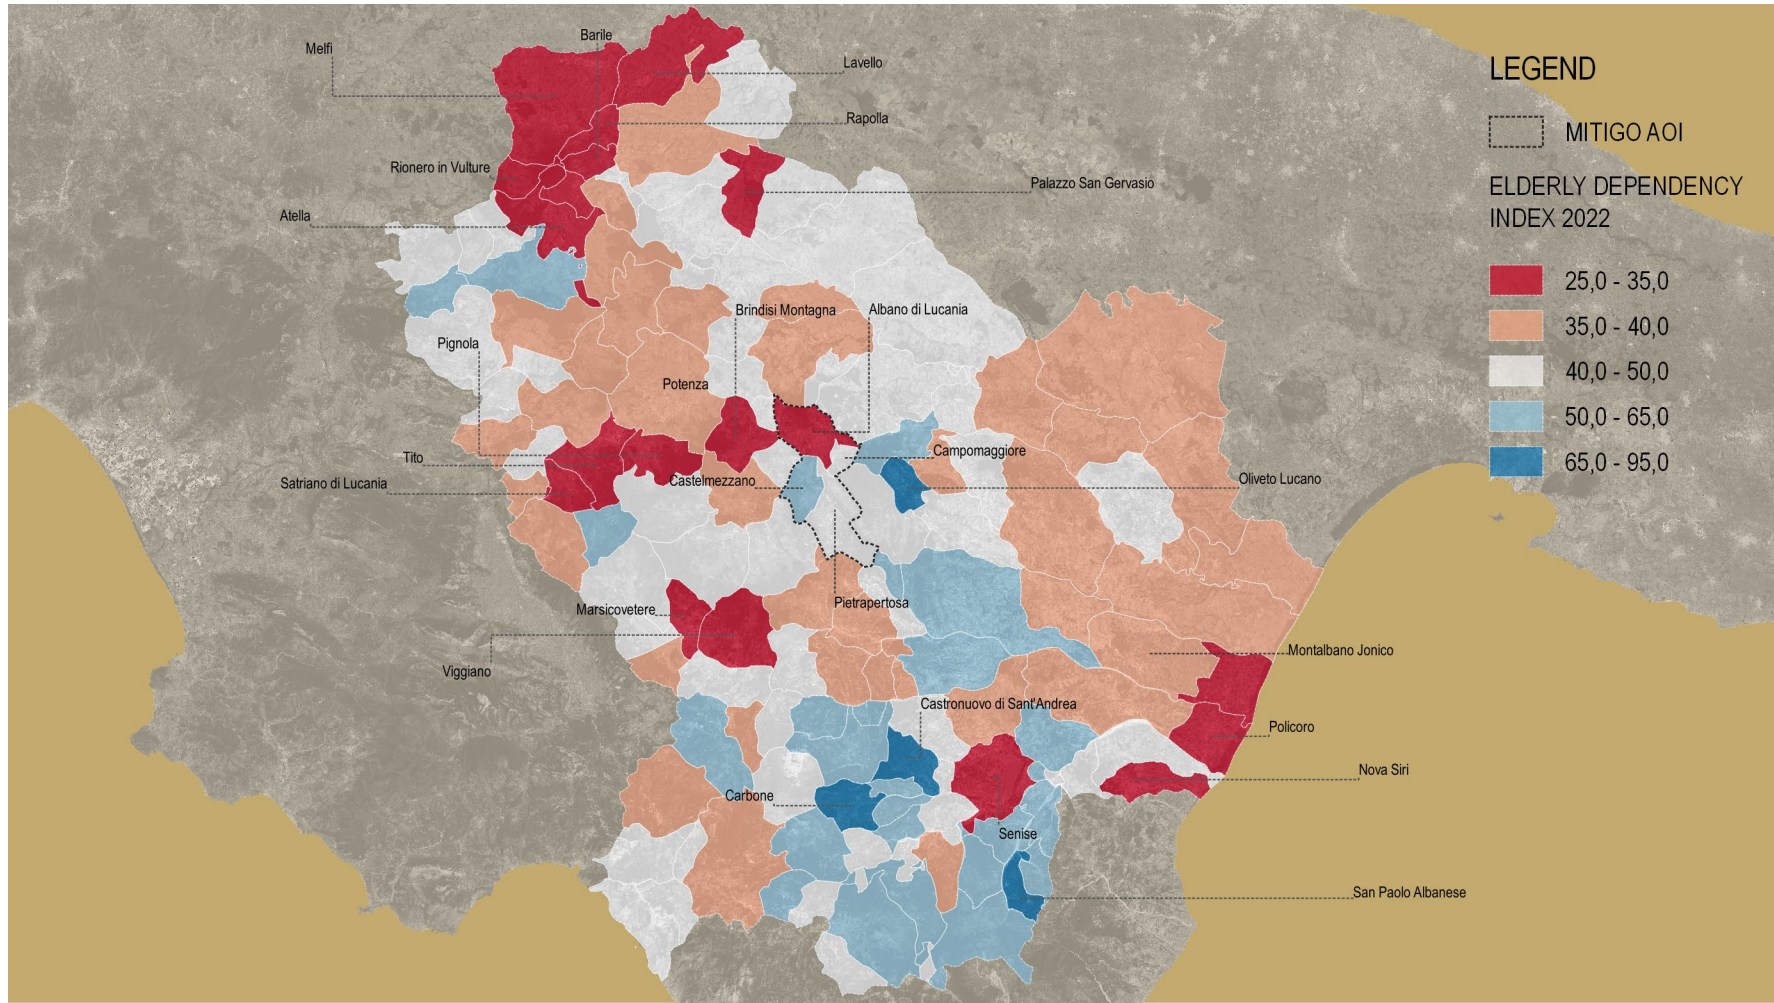 Barile
Melfi
Lavello
LEGEND
Rapolla
MITIGO AOI
Rionero in Vulture
Palazzo San Gervasio
ELDERLY DEPENDENCY
INDEX 2022
Atella
25,0 - 35,0
Brindisi Montagna
Albano di Lucania
35,0 - 40,0
Pignola
40,0 - 50,0
Potenza
50,0 - 65,0
Campomaggiore
Tito
65,0 - 95,0
Castelmezzano
Oliveto Lucano
Satriano di Lucania
Pietrapertosa
Marsicovetere
Montalbano Jonico
Viggiano
Castronuovo di Sant'Andrea
Policoro
Nova Siri
Carbone
Senise
San Paolo Albanese